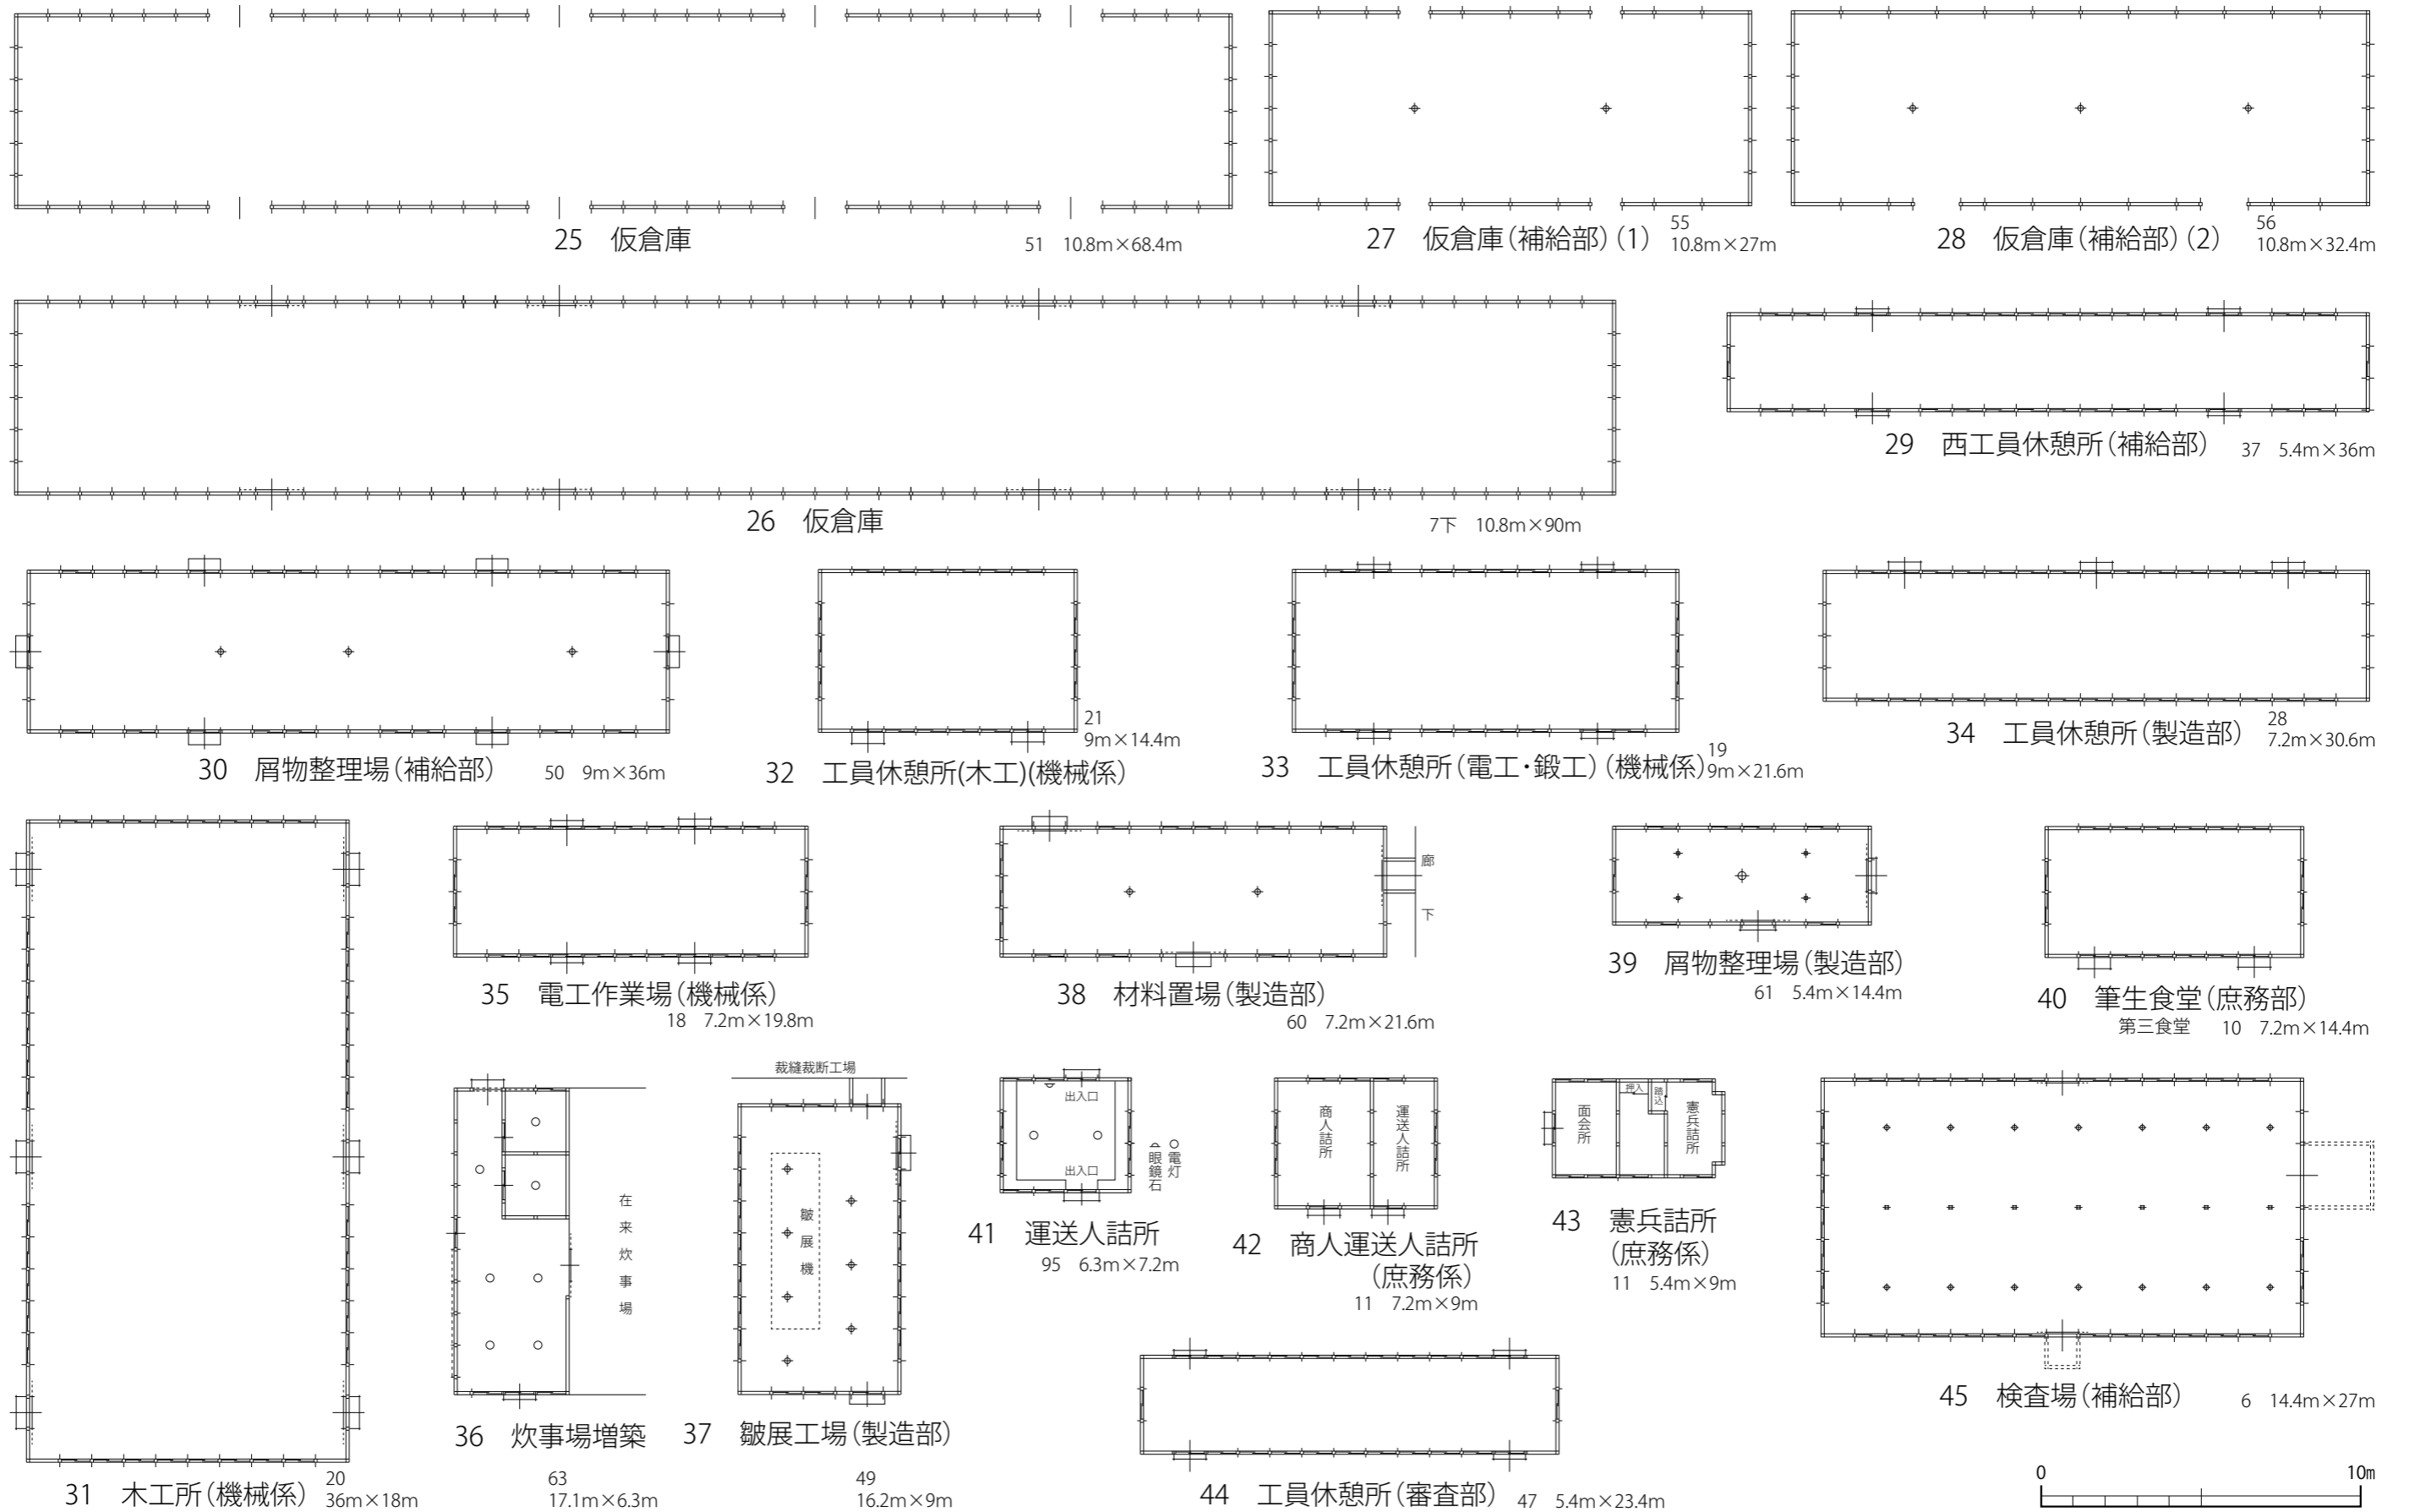 25 仮倉庫
51 10.8m×68.4m
27 仮倉庫(補給部)(1)
55
10.8m×27m
28 仮倉庫(補給部)(2)
56
10.8m×32.4m
26 仮倉庫
7下 10.8m×90m
29 西工員休憩所(補給部)
37 5.4m×36m
30 屑物整理場(補給部)
50 9m×36m
32 工員休憩所(木工)(機械係)
21
9m×14.4m
33 工員休憩所(電工・鍛工)(機械係)
19
9m×21.6m
34 工員休憩所(製造部)
28
7.2m×30.6m
31 木工所(機械係)
20
36m×18m
35 電工作業場(機械係)
18 7.2m×19.8m
廊
下
38 材料置場(製造部)
60 7.2m×21.6m
39 屑物整理場(製造部)
61 5.4m×14.4m
40 筆生食堂(庶務部)
第三食堂 10 7.2m×14.4m
在来炊事場
36 炊事場増築
63
17.1m×6.3m
裁縫裁断工場
皺展機
37 皺展工場(製造部)
49
16.2m×9m
出入口
出入口
○電灯
△眼鏡石
41 運送人詰所
95 6.3m×7.2m
商人詰所
運送人詰所
42 商人運送人詰所
(庶務係)
11 7.2m×9m
面会所
押入
踏込
憲兵詰所
43 憲兵詰所
(庶務係)
11 5.4m×9m
44 工員休憩所(審査部)
47 5.4m×23.4m
45 検査場(補給部)
6 14.4m×27m
0 10m